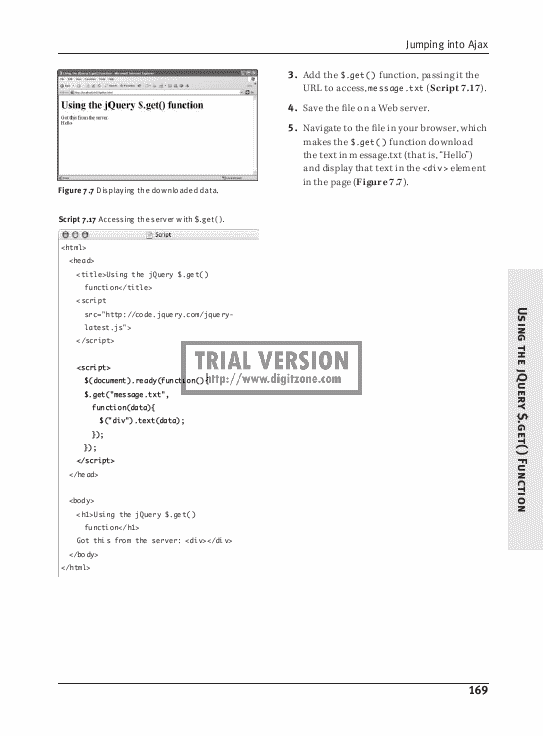 Jumping into Ajax
Using the jQuery $.get() function
Got this from the server:
Hello
Figure 7.7 Displaying the downloaded data.
Script 7.17 Accessing the server with $.get().
Script
<html>
<head>
<title>Using the jQuery $.get()
function</title>
<script
src="http://code.jquery.com/jquery-
latest.js">
</script>
<script>
$(document).ready(function(){
$.get("message.txt",
function(data){
$("div").text(data);
});
});
</script>
</head>
<body>
<h1>Using the jQuery $.get()
function</h1>
Got this from the server: <div></div>
</body>
</html>
3. Add the $.get() function, passing it the
URL to access, message.txt (Script 7.17).
4. Save the file on a Web server.
5. Navigate to the file in your browser, which
makes the $.get() function download
the text in message.txt (that is, “Hello”)
and display that text in the <div> element
in the page (Figure 7.7).
TRIAL VERSION
http://www.digitzone.com
USING THE JQUERY $.GET() FUNCTION
169